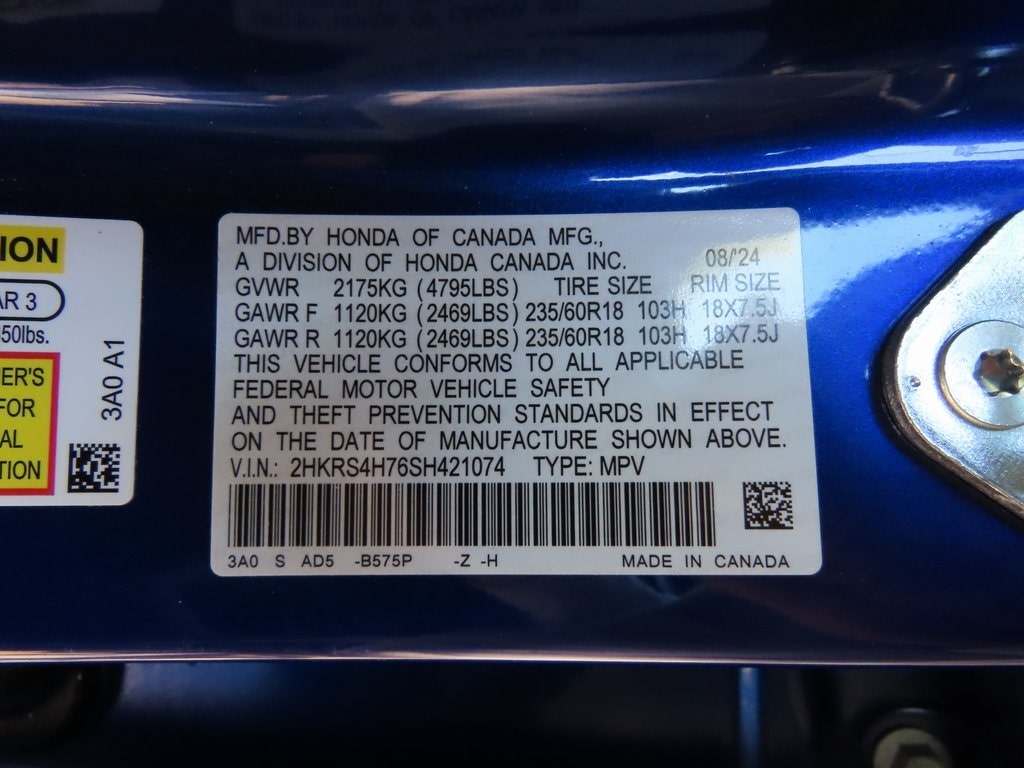 MFD.BY HONDA OF CANADA MFG.,
A DIVISION OF HONDA CANADA INC. 08/'24
GVWR 2175KG (4795LBS) TIRE SIZE RIM SIZE
GAWR F 1120KG (2469LBS) 235/60R18 103H 18X7.5J
GAWR R 1120KG (2469LBS) 235/60R18 103H 18X7.5J
THIS VEHICLE CONFORMS TO ALL APPLICABLE
FEDERAL MOTOR VEHICLE SAFETY
AND THEFT PREVENTION STANDARDS IN EFFECT
ON THE DATE OF MANUFACTURE SHOWN ABOVE.
V.I.N.: 2HKRS4H76SH421074 TYPE: MPV
3A0 S AD5 -B575P -Z -H MADE IN CANADA
ION
AR 3
50lbs.
ER'S
FOR
AL
TION
3A0 A1